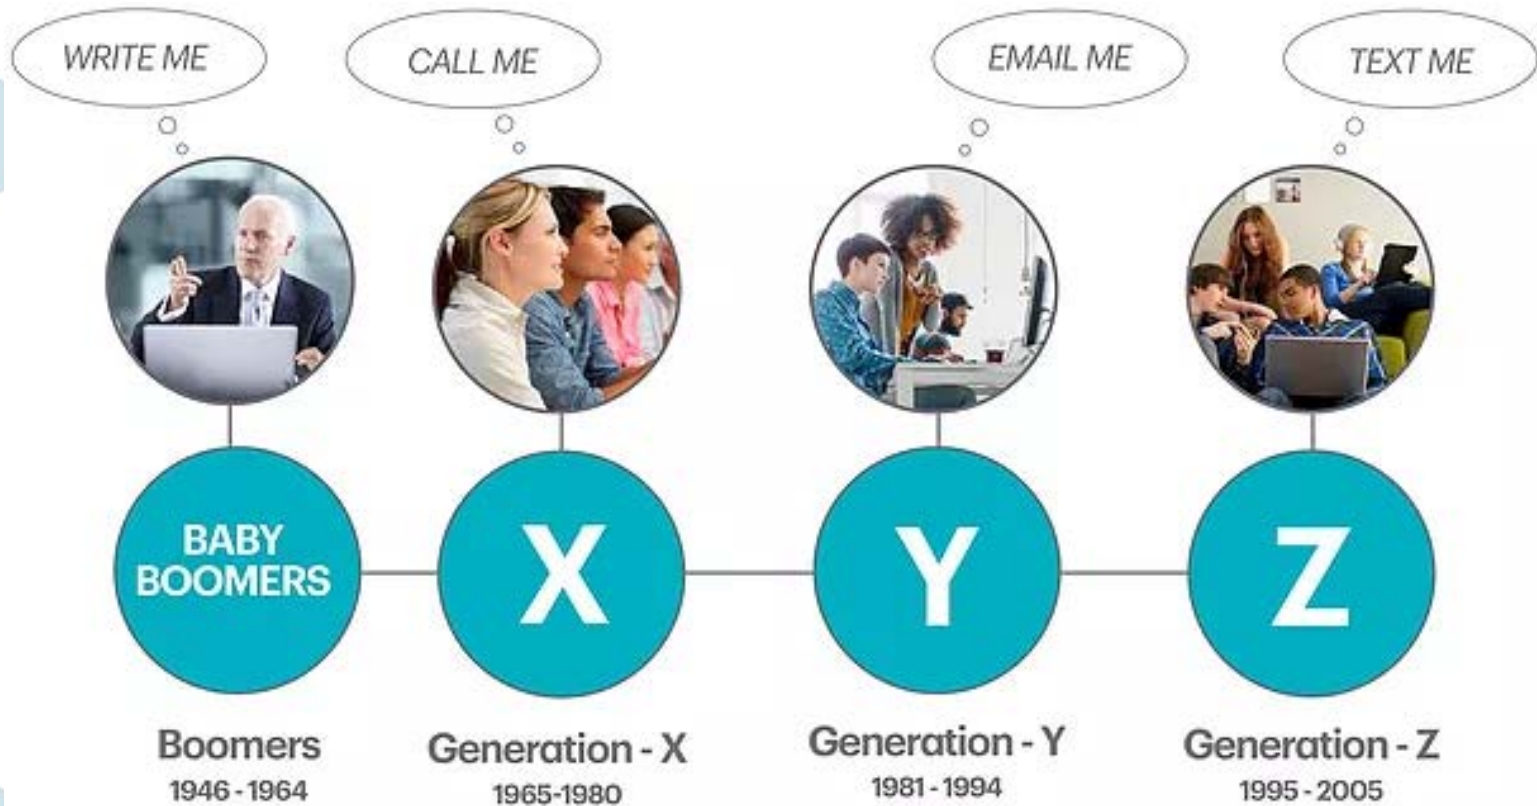 WRITE ME
CALL ME
EMAIL ME
TEXT ME
BABY
BOOMERS
X
Y
Z
Boomers
1946 - 1964
Generation - X
1965-1980
Generation - Y
1981 - 1994
Generation - Z
1995 - 2005